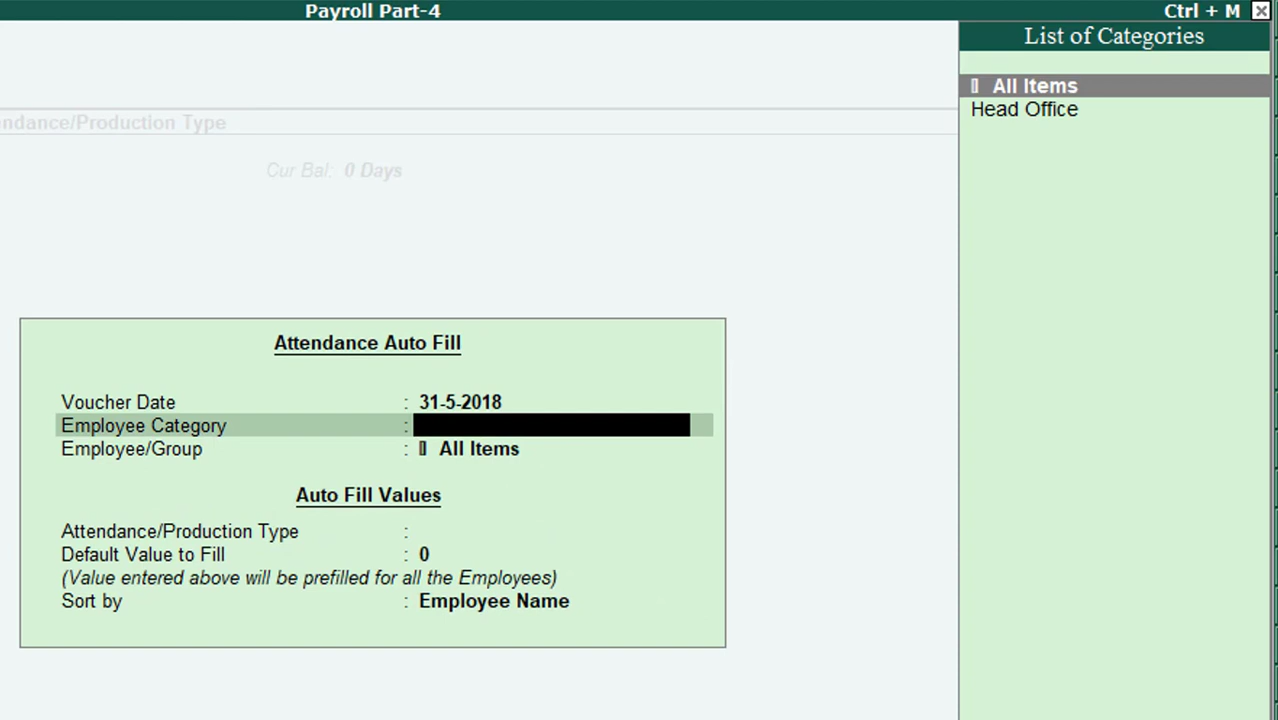 Payroll Part-4 Ctrl + M
List of Categories
All Items
Head Office
ndance/Production Type
Cur Bal: 0 Days
Attendance Auto Fill
Voucher Date : 31-5-2018
Employee Category :
Employee/Group : All Items
Auto Fill Values
Attendance/Production Type :
Default Value to Fill : 0
(Value entered above will be prefilled for all the Employees)
Sort by : Employee Name